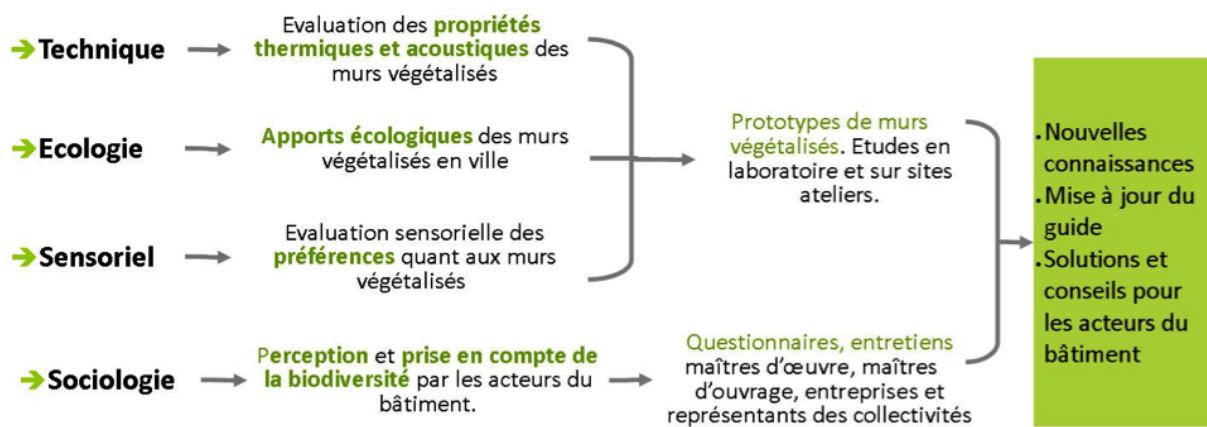 Technique
Evaluation des propriétés
thermiques et acoustiques des
murs végétalisés
Ecologie
Apports écologiques des murs
végétalisés en ville
Sensoriel
Evaluation sensorielle des
préférences quant aux murs
végétalisés
Sociologie
Perception et prise en compte de
la biodiversité par les acteurs du
bâtiment.
Prototypes de murs
végétalisés. Etudes en
laboratoire et sur sites
ateliers.
Questionnaires, entretiens
maîtres d’œuvre, maîtres
d’ouvrage, entreprises et
représentants des collectivités
•Nouvelles
connaissances
•Mise à jour du
guide
•Solutions et
conseils pour
les acteurs du
bâtiment